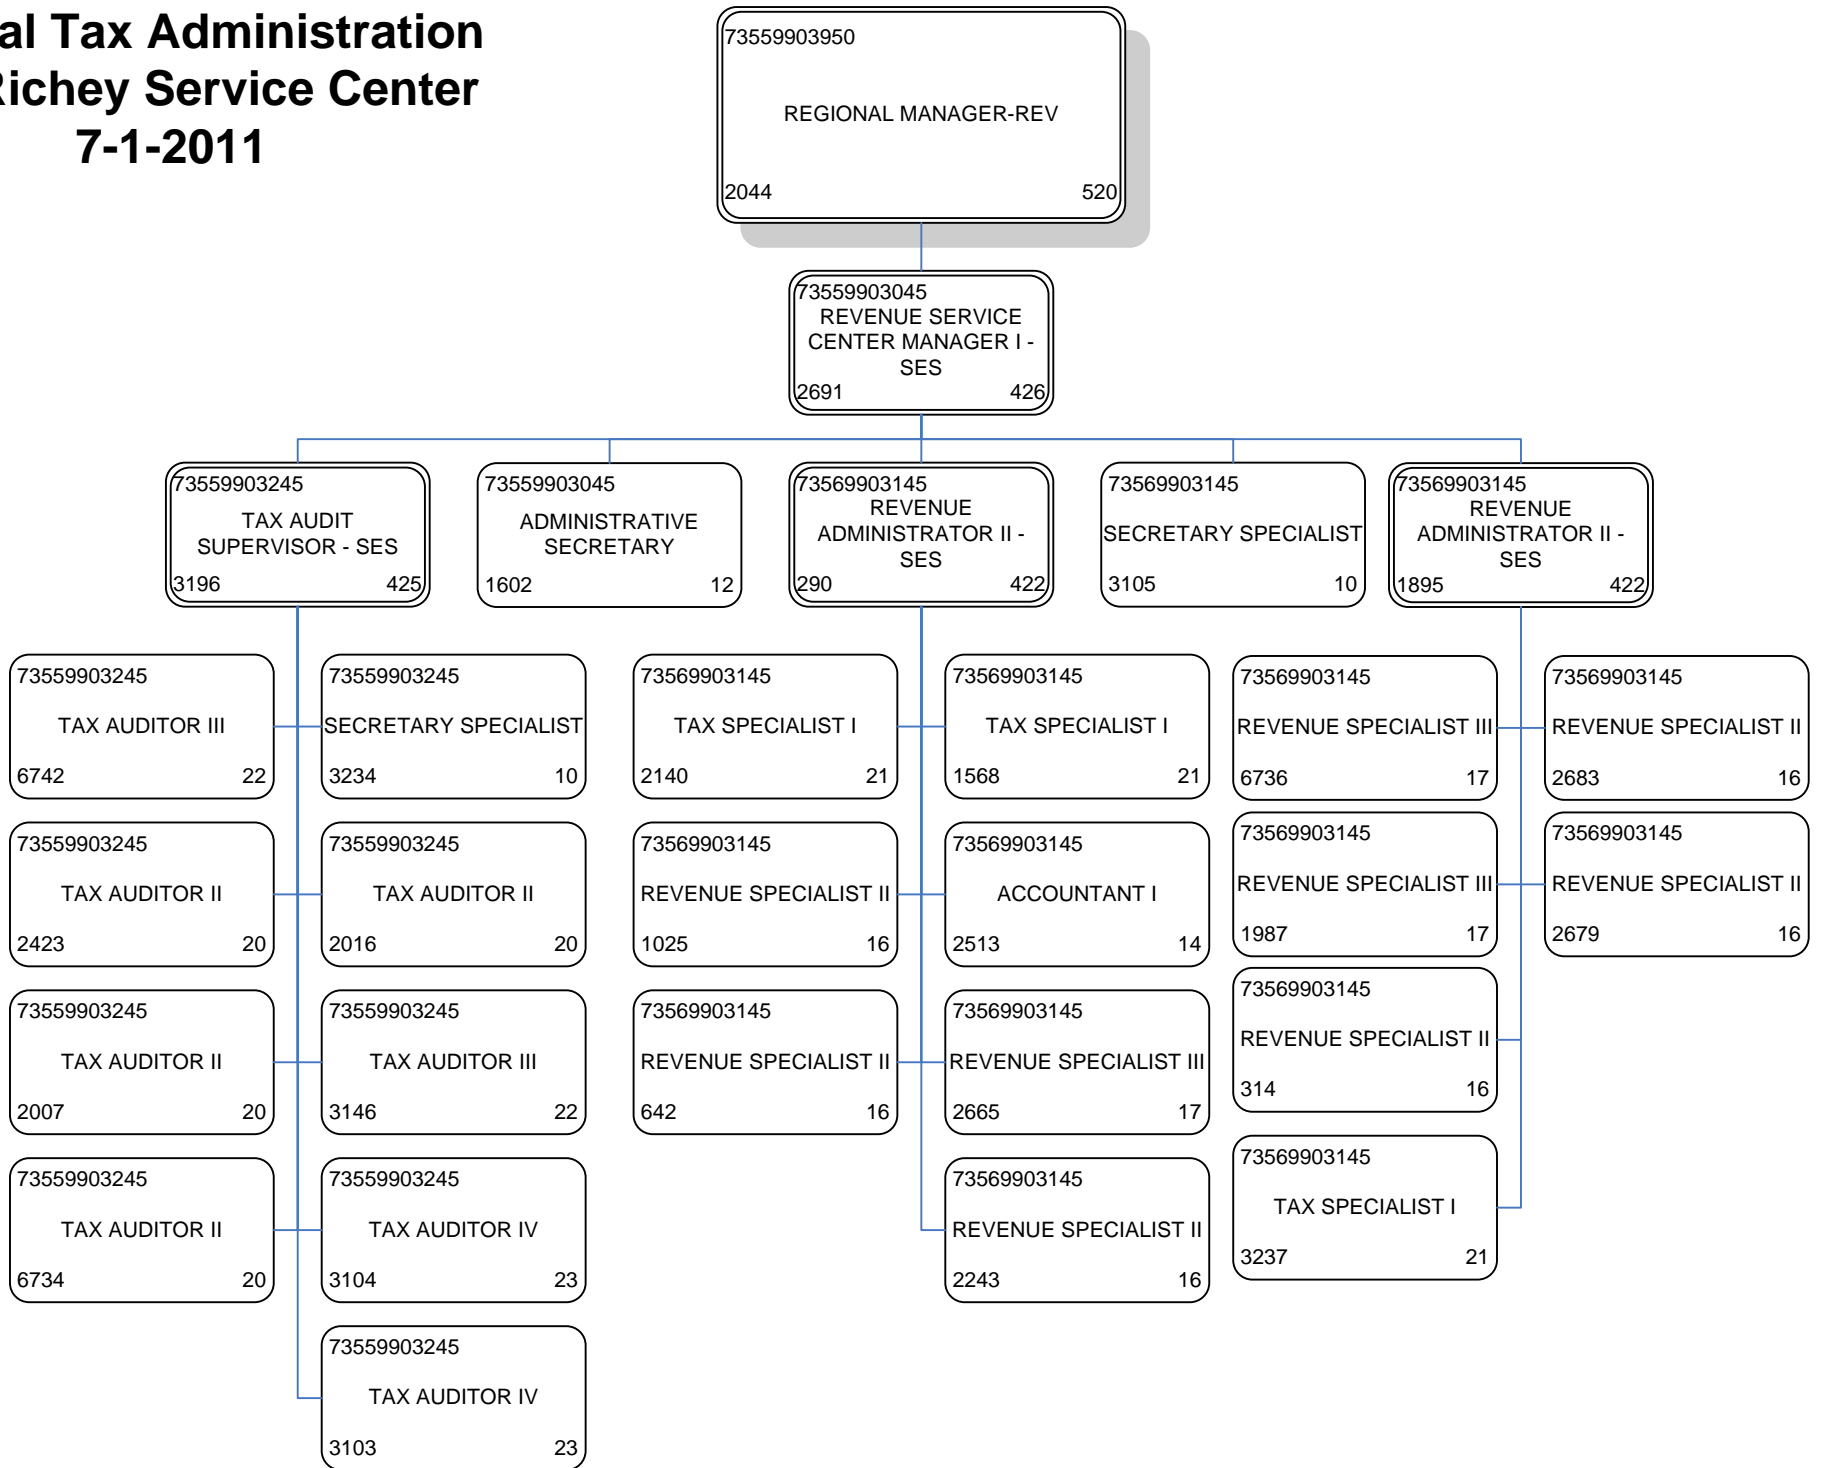 al Tax Administration
Richey Service Center
7-1-2011
73559903950
REGIONAL MANAGER-REV
2044 520
73559903045
REVENUE SERVICE
CENTER MANAGER I -
SES
2691 426
73559903245
TAX AUDIT
SUPERVISOR - SES
3196 425
73559903045
ADMINISTRATIVE
SECRETARY
1602 12
73569903145
REVENUE
ADMINISTRATOR II -
SES
290 422
73569903145
SECRETARY SPECIALIST
3105 10
73569903145
REVENUE
ADMINISTRATOR II -
SES
1895 422
73559903245
TAX AUDITOR III
6742 22
73559903245
SECRETARY SPECIALIST
3234 10
73569903145
TAX SPECIALIST I
2140 21
73569903145
TAX SPECIALIST I
1568 21
73569903145
REVENUE SPECIALIST III
6736 17
73569903145
REVENUE SPECIALIST II
2683 16
73559903245
TAX AUDITOR II
2423 20
73559903245
TAX AUDITOR II
2016 20
73569903145
REVENUE SPECIALIST II
1025 16
73569903145
ACCOUNTANT I
2513 14
73569903145
REVENUE SPECIALIST III
1987 17
73569903145
REVENUE SPECIALIST II
2679 16
73559903245
TAX AUDITOR II
2007 20
73559903245
TAX AUDITOR III
3146 22
73569903145
REVENUE SPECIALIST II
642 16
73569903145
REVENUE SPECIALIST III
2665 17
73569903145
REVENUE SPECIALIST II
314 16
73559903245
TAX AUDITOR II
6734 20
73559903245
TAX AUDITOR IV
3104 23
73569903145
REVENUE SPECIALIST II
2243 16
73569903145
TAX SPECIALIST I
3237 21
73559903245
TAX AUDITOR IV
3103 23